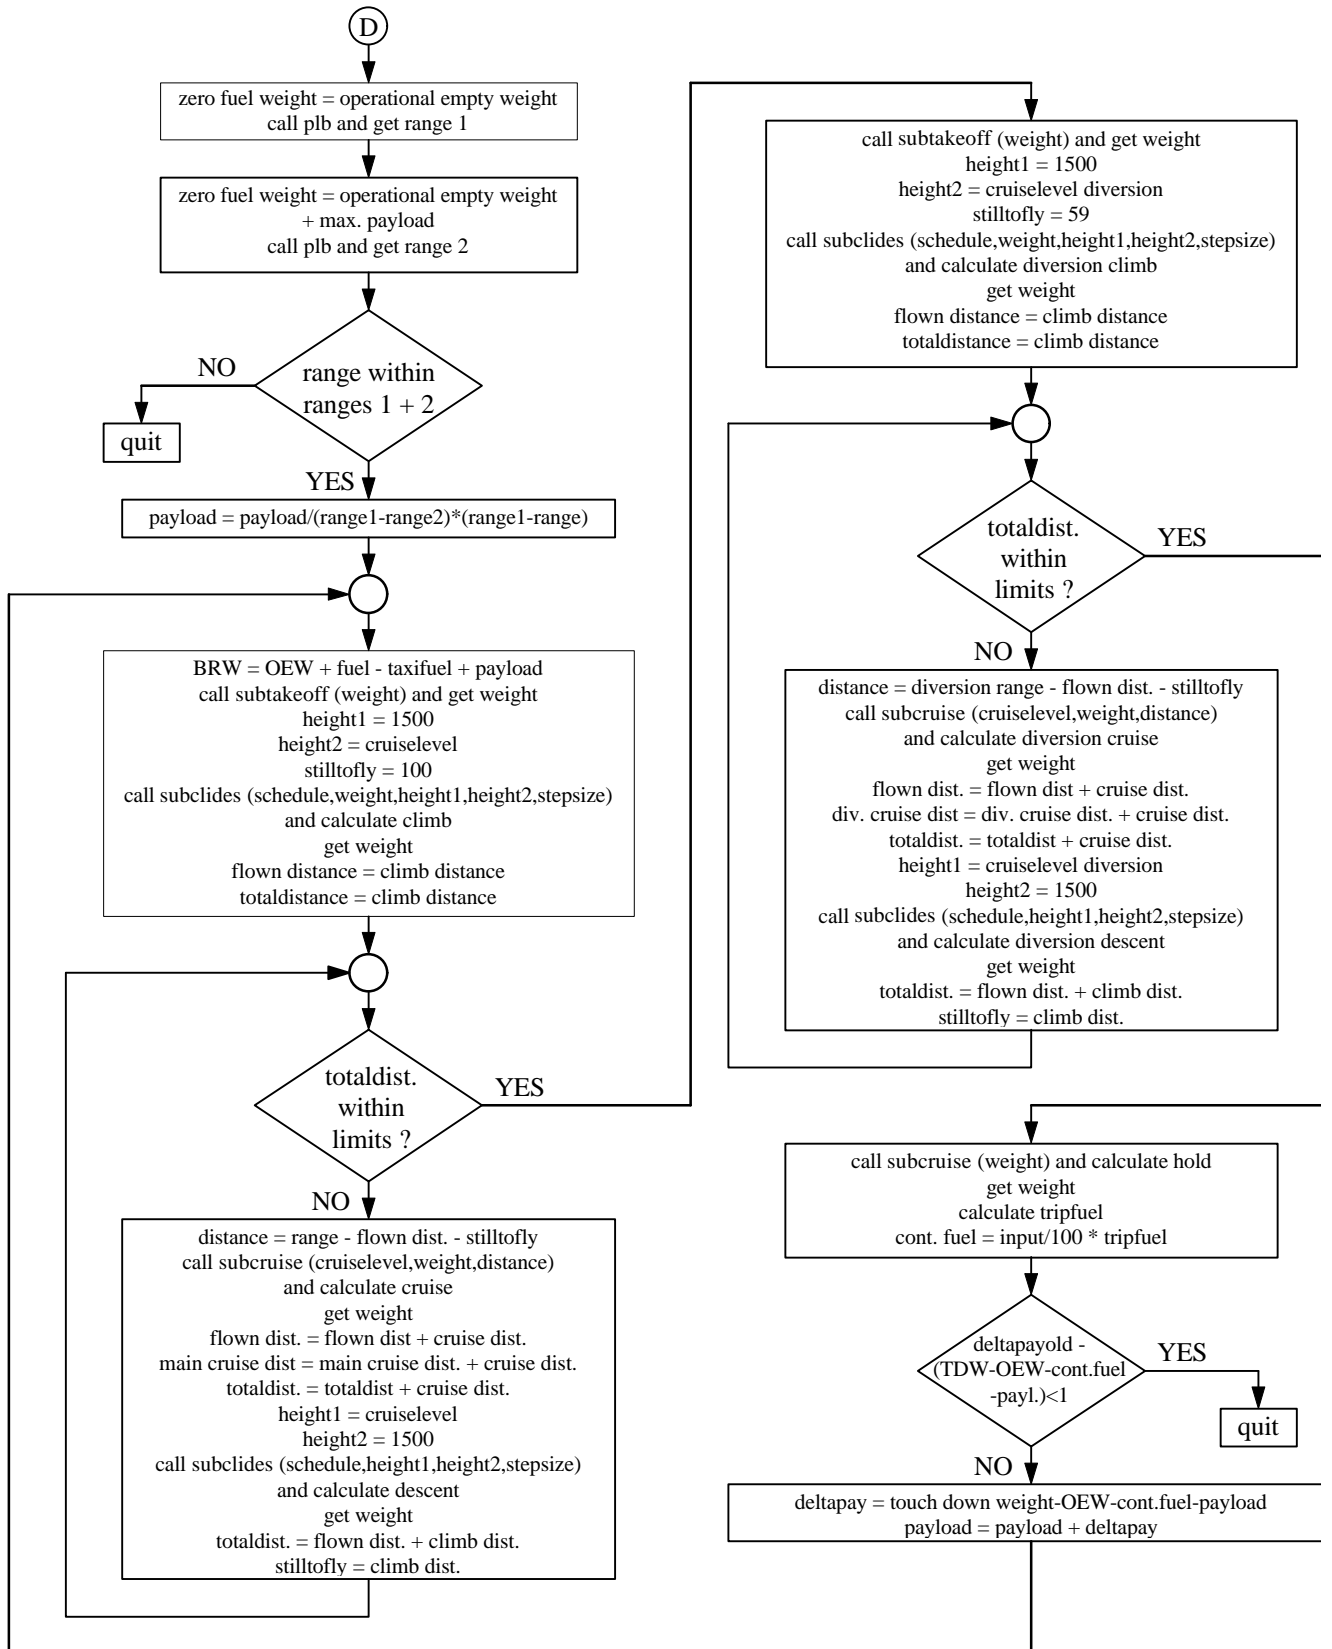 D
zero fuel weight = operational empty weight
call plb and get range 1
zero fuel weight = operational empty weight
+ max. payload
call plb and get range 2
NO
range within
ranges 1 + 2
quit
YES
payload = payload/(range1-range2)*(range1-range)
BRW = OEW + fuel - taxifuel + payload
call subtakeoff (weight) and get weight
height1 = 1500
height2 = cruiselevel
stilltofly = 100
call subclides (schedule,weight,height1,height2,stepsize)
and calculate climb
get weight
flown distance = climb distance
totaldistance = climb distance
totaldist.
within
limits ?
YES
NO
distance = range - flown dist. - stilltofly
call subcruise (cruiselevel,weight,distance)
and calculate cruise
get weight
flown dist. = flown dist + cruise dist.
main cruise dist = main cruise dist. + cruise dist.
totaldist. = totaldist + cruise dist.
height1 = cruiselevel
height2 = 1500
call subclides (schedule,height1,height2,stepsize)
and calculate descent
get weight
totaldist. = flown dist. + climb dist.
stilltofly = climb dist.
call subtakeoff (weight) and get weight
height1 = 1500
height2 = cruiselevel diversion
stilltofly = 59
call subclides (schedule,weight,height1,height2,stepsize)
and calculate diversion climb
get weight
flown distance = climb distance
totaldistance = climb distance
totaldist.
within
limits ?
YES
NO
distance = diversion range - flown dist. - stilltofly
call subcruise (cruiselevel,weight,distance)
and calculate diversion cruise
get weight
flown dist. = flown dist + cruise dist.
div. cruise dist = div. cruise dist. + cruise dist.
totaldist. = totaldist + cruise dist.
height1 = cruiselevel diversion
height2 = 1500
call subclides (schedule,height1,height2,stepsize)
and calculate diversion descent
get weight
totaldist. = flown dist. + climb dist.
stilltofly = climb dist.
call subcruise (weight) and calculate hold
get weight
calculate tripfuel
cont. fuel = input/100 * tripfuel
deltapayold -
(TDW-OEW-cont.fuel
-payl.)<1
YES
quit
NO
deltapay = touch down weight-OEW-cont.fuel-payload
payload = payload + deltapay